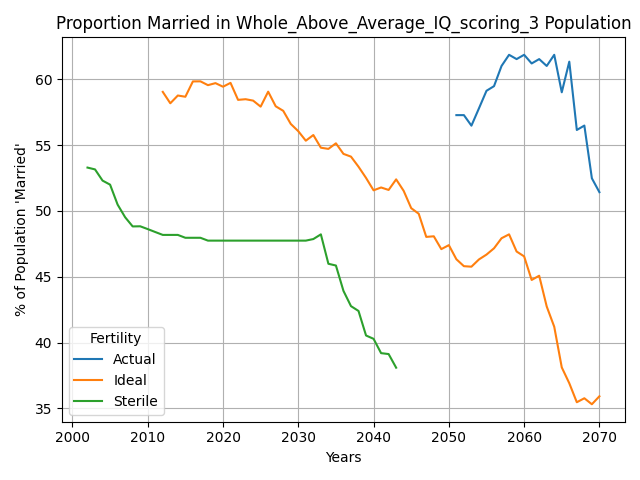 Proportion Married in Whole_Above_Average_IQ_scoring_3 Population
% of Population 'Married'
60
55
50
45
40
35
Fertility
Actual
Ideal
Sterile
2000 2010 2020 2030 2040 2050 2060 2070
Years